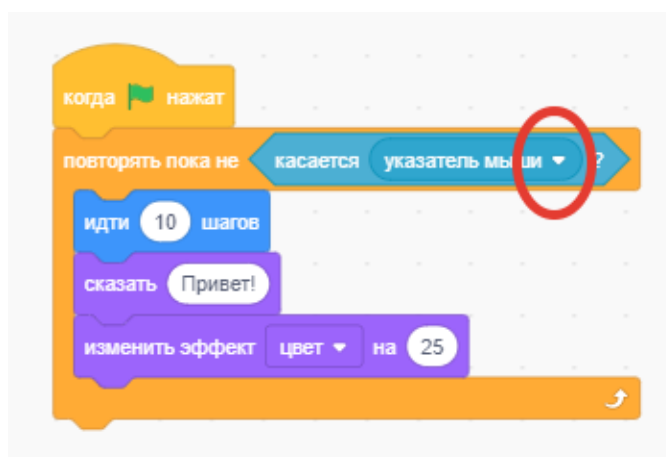 когда нажат
повторять пока не касается указатель мыши ?
идти 10 шагов
сказать Привет!
изменить эффект цвет на 25